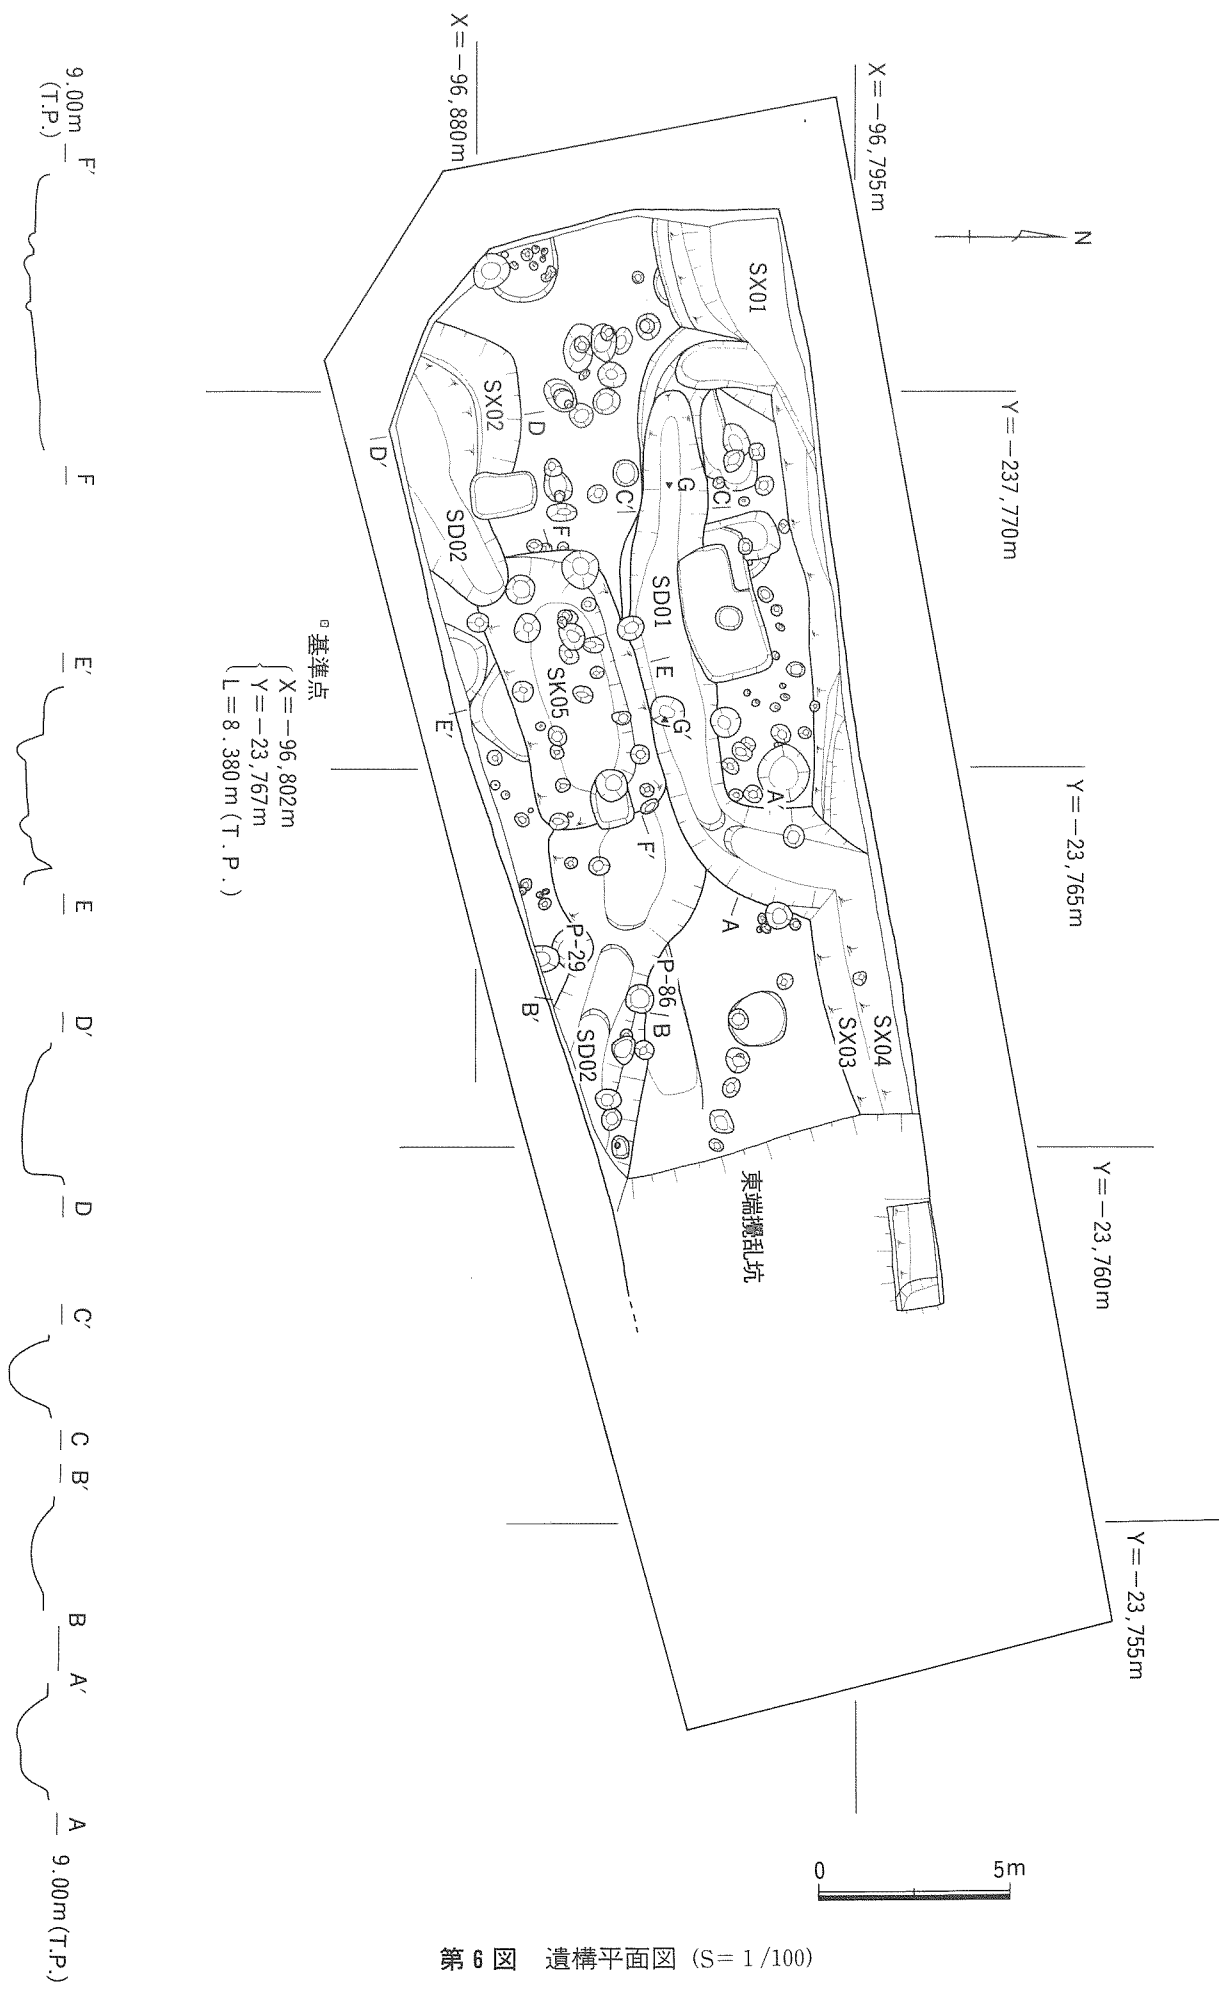 X=-96,880m
X=-96,795m
N
Y=-237,770m
Y=-23,765m
Y=-23,760m
Y=-23,755m
SX01
SX02
D
D′
C′
C
G
F
SD02
SD01
E
G′
SK05
E′
A′
F′
A
P-29
P-86
B
B′
SD02
SX03
SX04
東端攪乱坑
基準点
X=-96,802m
Y=-23,767m
L=8.380m(T.P.)
9.00m
(T.P.)
F′
F
E′
E
D′
D
C′
C
B′
B
A′
A
9.00m(T.P.)
0
5m
第6図 遺構平面図 (S=1/100)